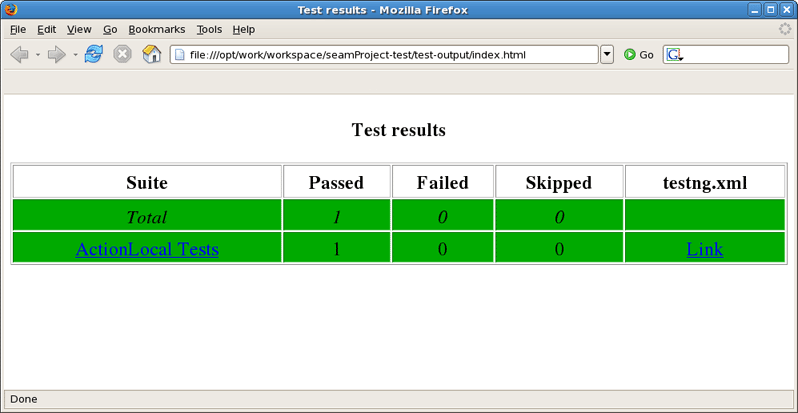 Test results - Mozilla Firefox
File Edit View Go Bookmarks Tools Help
file:///opt/work/workspace/seamProject-test/test-output/index.html Go G
Test results
Suite Passed Failed Skipped testng.xml
Total 1 0 0
ActionLocal Tests 1 0 0 Link
Done